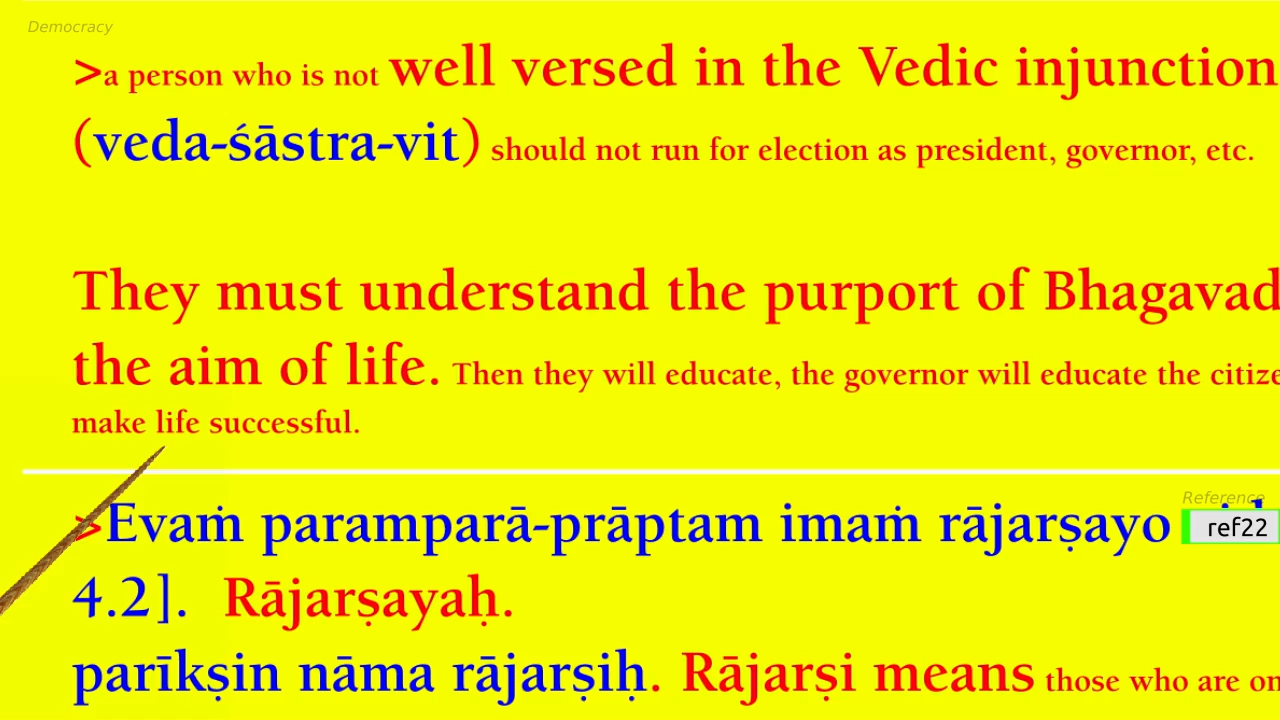 Democracy
>a person who is not well versed in the Vedic injunction
(veda-śāstra-vit) should not run for election as president, governor, etc.
They must understand the purport of Bhagavad
the aim of life. Then they will educate, the governor will educate the citize
make life successful.
Reference
>Evaṁ paramparā-prāptam imaṁ rājarṣayo
ref22
4.2]. Rājarṣayaḥ.
parīkṣin nāma rājarṣiḥ. Rājarṣi means those who are on